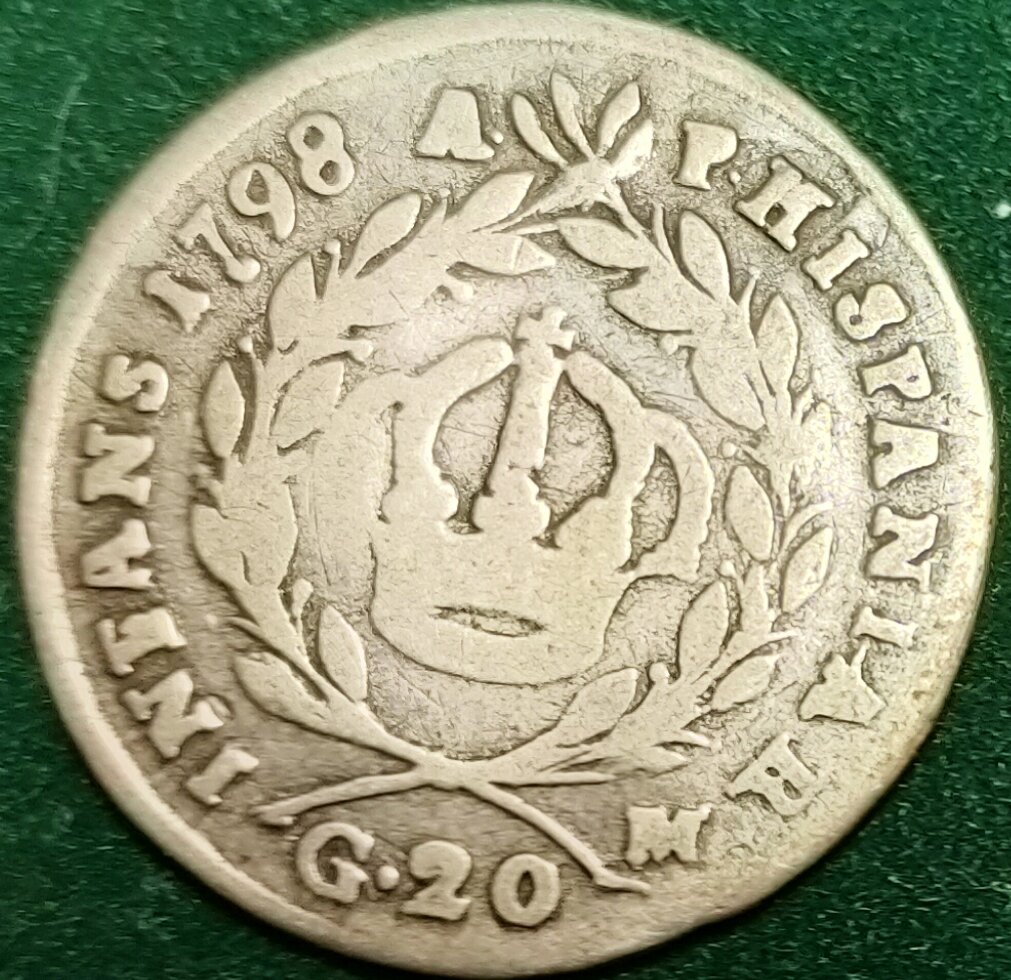 P. HISPANIAR
M
G.20
INFANS 1798 A.